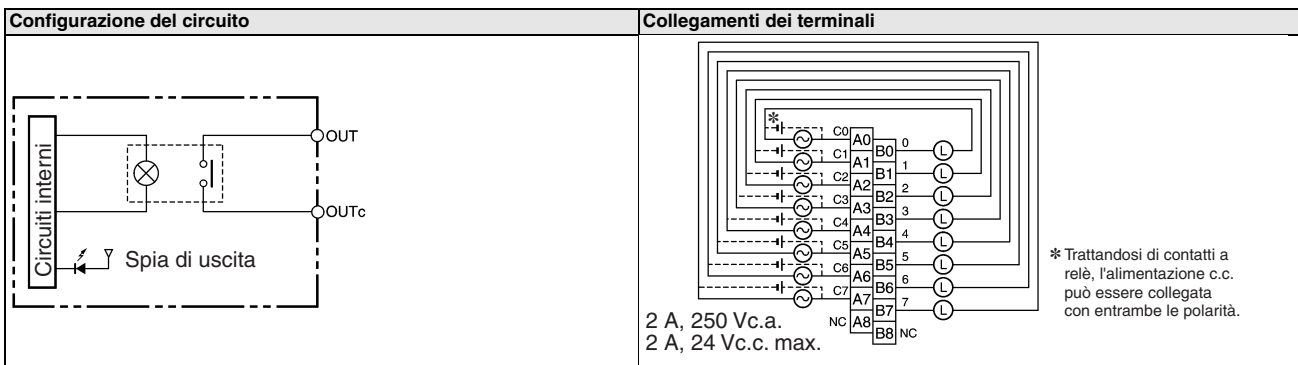 Configurazione del circuito
Collegamenti dei terminali
Circuiti interni
OUT
OUTc
Spia di uscita
*
C0 A0
B0 0 L
C1 A1
B1 1 L
C2 A2
B2 2 L
C3 A3
B3 3 L
C4 A4
B4 4 L
C5 A5
B5 5 L
C6 A6
B6 6 L
C7 A7
B7 7 L
NC A8
B8 NC
2 A, 250 Vc.a.
2 A, 24 Vc.c. max.
* Trattandosi di contatti a
relè, l'alimentazione c.c.
può essere collegata
con entrambe le polarità.